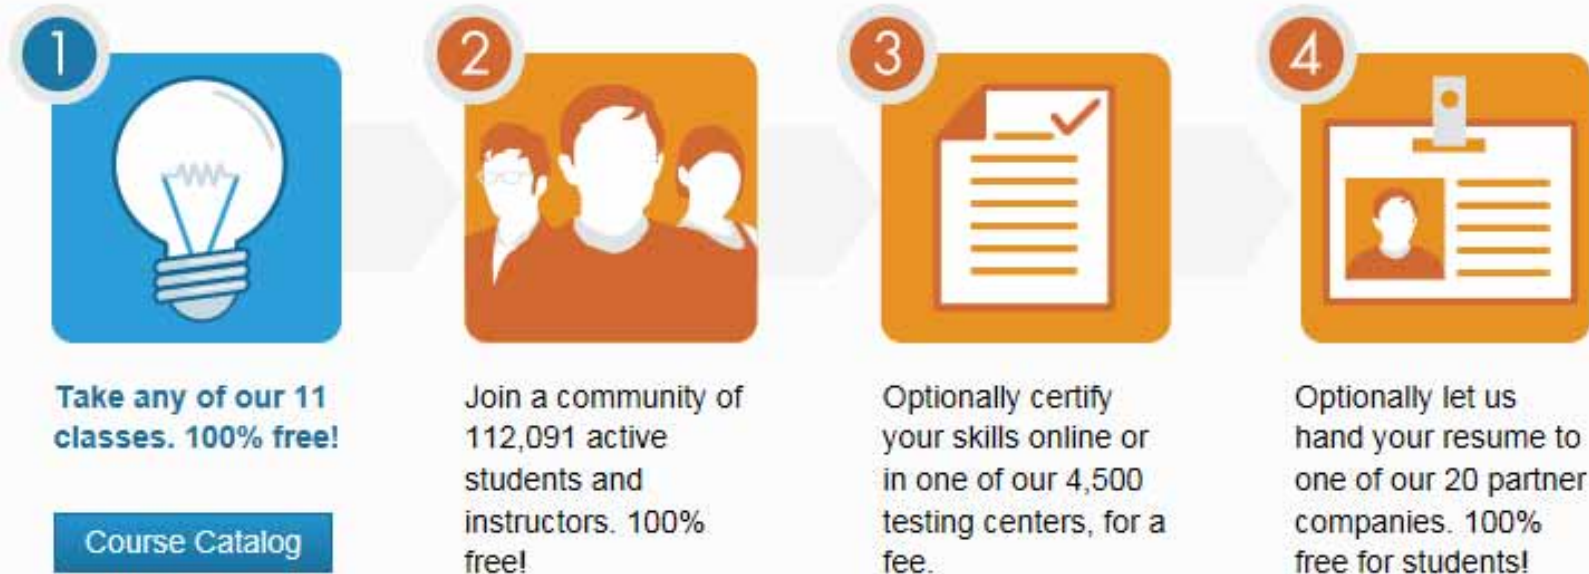 1
Take any of our 11
classes. 100% free!
Course Catalog
2
Join a community of
112,091 active
students and
instructors. 100%
free!
3
Optionally certify
your skills online or
in one of our 4,500
testing centers, for a
fee.
4
Optionally let us
hand your resume to
one of our 20 partner
companies. 100%
free for students!